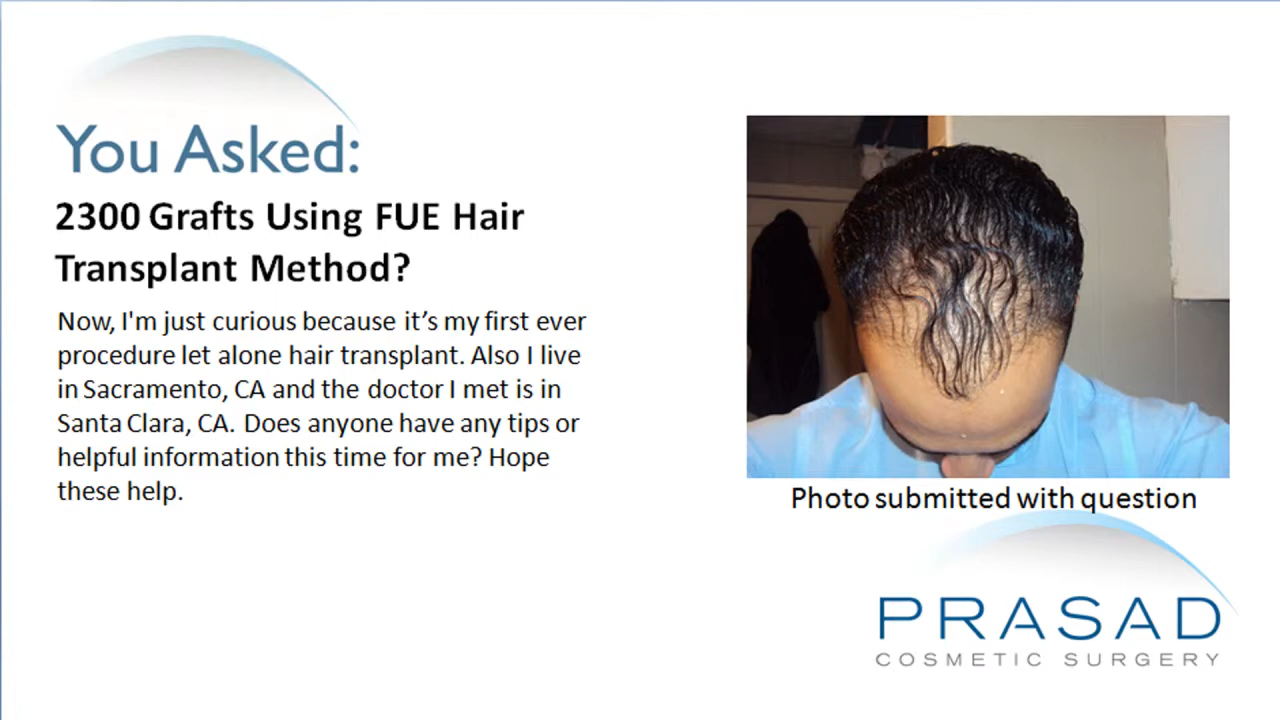 You Asked:
2300 Grafts Using FUE Hair
Transplant Method?
Now, I'm just curious because it’s my first ever
procedure let alone hair transplant. Also I live
in Sacramento, CA and the doctor I met is in
Santa Clara, CA. Does anyone have any tips or
helpful information this time for me? Hope
these help.
Photo submitted with question
PRASAD
COSMETIC SURGERY